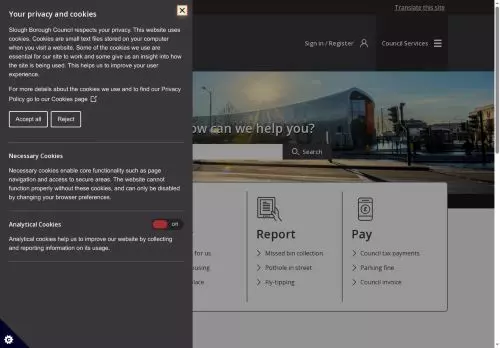 Translate this site
Your privacy and cookies
Slough Borough Council respects your privacy. This website
uses cookies. Cookies are small text files stored on your computer
when you visit a website. Some of the cookies we use are
essential for our site to work and some give us an insight into how
the site is being used. This helps us to improve your user
experience.
For more details about the cookies we use and to find our Privacy
Policy go to our Cookies page
Accept all
Reject
Necessary Cookies
Necessary cookies enable core functionality such as page
navigation and access to secure areas. The website cannot
function properly without these cookies, and can only be disabled
by changing your browser preferences.
Analytical Cookies
Off
Analytical cookies help us to improve our website by collecting
and reporting information on its usage.
Sign in / Register
Council Services
ow can we help you?
Search
for us
Report
Missed bin collection
Pothole in street
Fly-tipping
Pay
Council tax payments
Parking fine
Council invoice